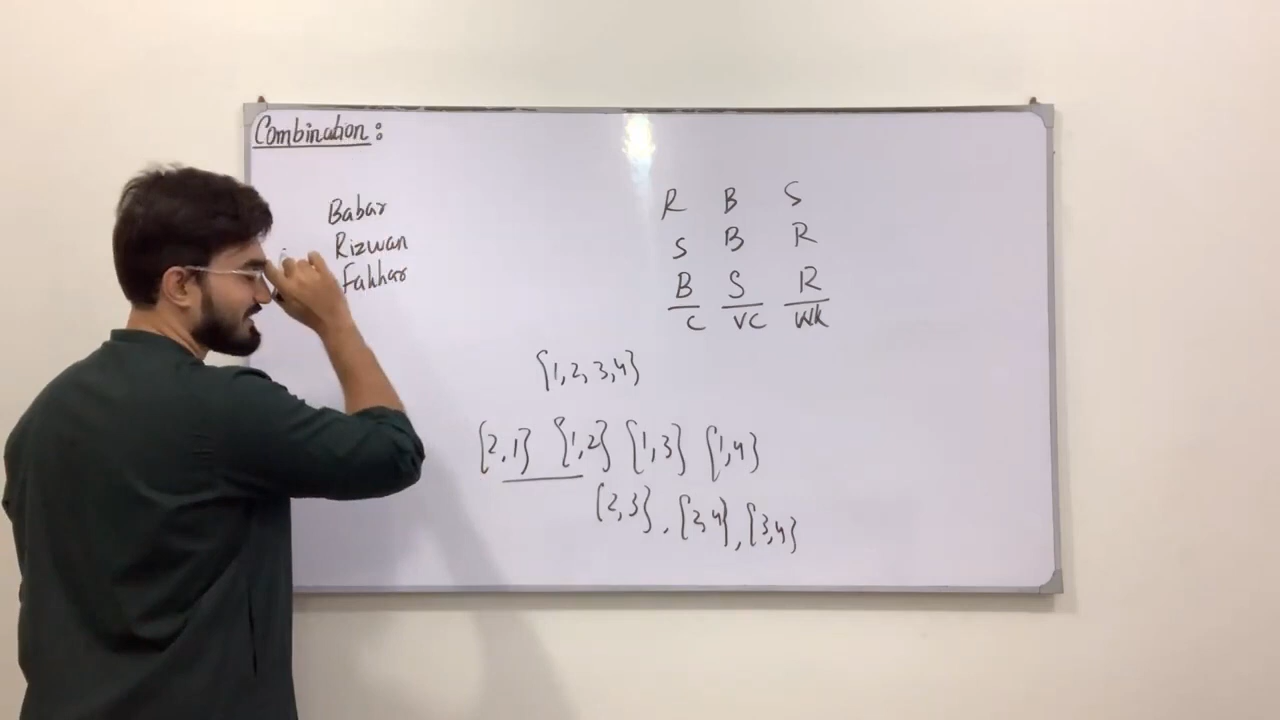 Combination:
Babar
Rizwan
Fakhar
R B S
S B R
B S R
C VC WK
{1,2,3,4}
{2,1} {1,2} {1,3} {1,4}
{2,3}, {2,4}, {3,4}